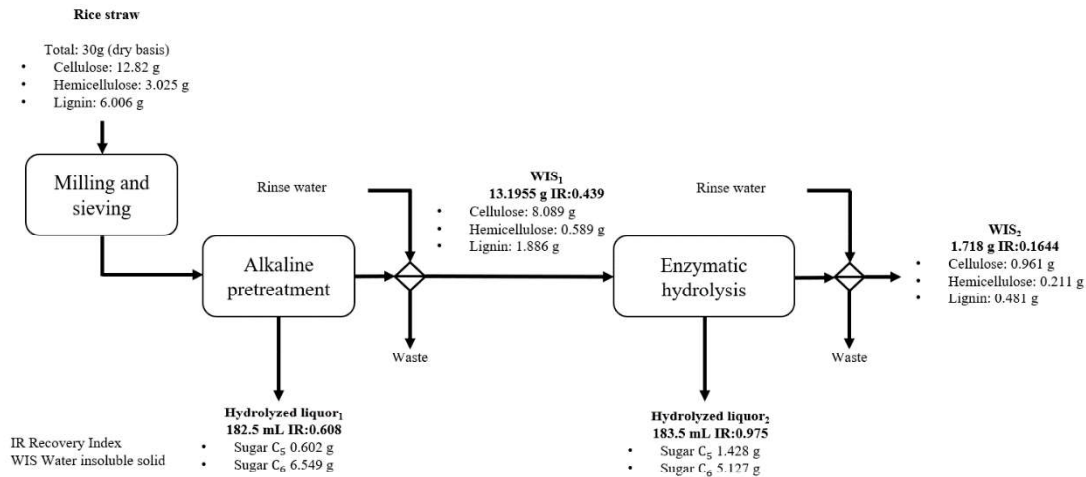 Rice straw
Total: 30g (dry basis)
• Cellulose: 12.82 g
• Hemicellulose: 3.025 g
• Lignin: 6.006 g
Milling and
sieving
Rinse water
WIS₁
13.1955 g IR:0.439
• Cellulose: 8.089 g
• Hemicellulose: 0.589 g
• Lignin: 1.886 g
Rinse water
WIS₂
1.718 g IR:0.1644
• Cellulose: 0.961 g
• Hemicellulose: 0.211 g
• Lignin: 0.481 g
Alkaline
pretreatment
Enzymatic
hydrolysis
Waste
Waste
Hydrolyzed liquor₁
182.5 mL IR:0.608
• Sugar C₅ 0.602 g
• Sugar C₆ 6.549 g
Hydrolyzed liquor₂
183.5 mL IR:0.975
• Sugar C₅ 1.428 g
• Sugar C₆ 5.127 g
IR Recovery Index
WIS Water insoluble solid